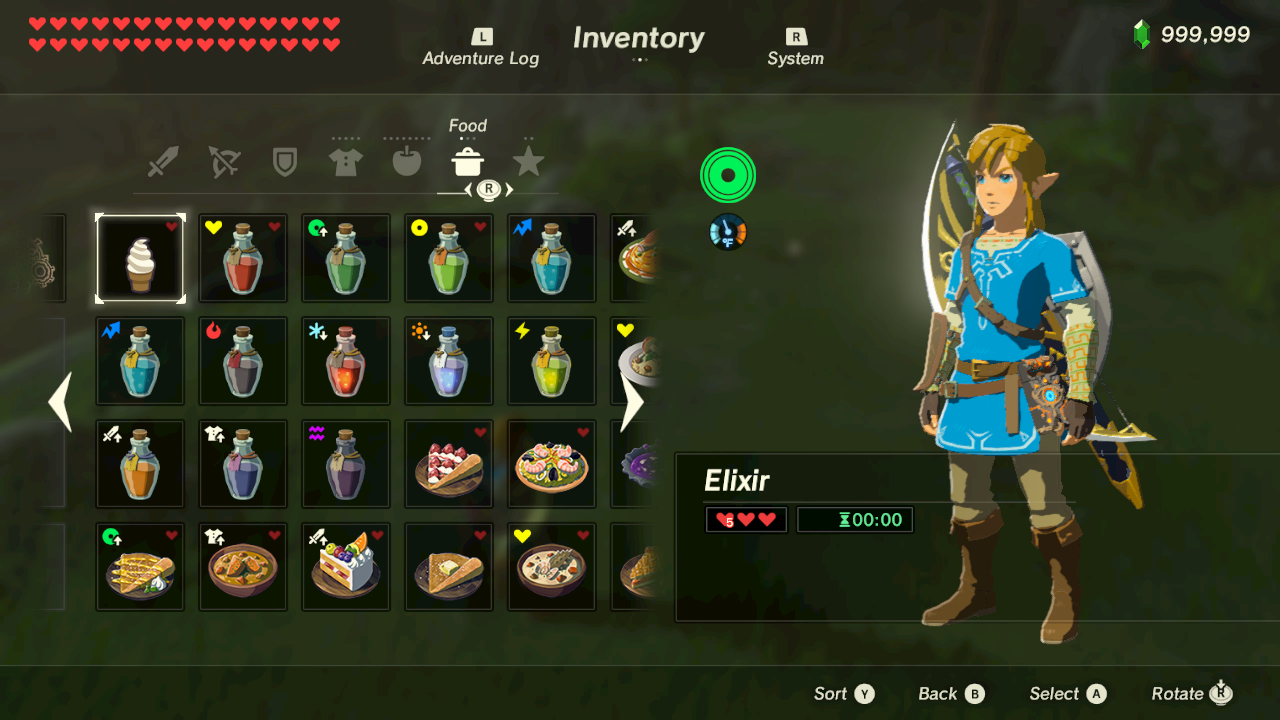 L
Adventure Log
Inventory
R
System
999,999
Food
R
°F
Elixir
5
00:00
Sort Y
Back B
Select A
Rotate R